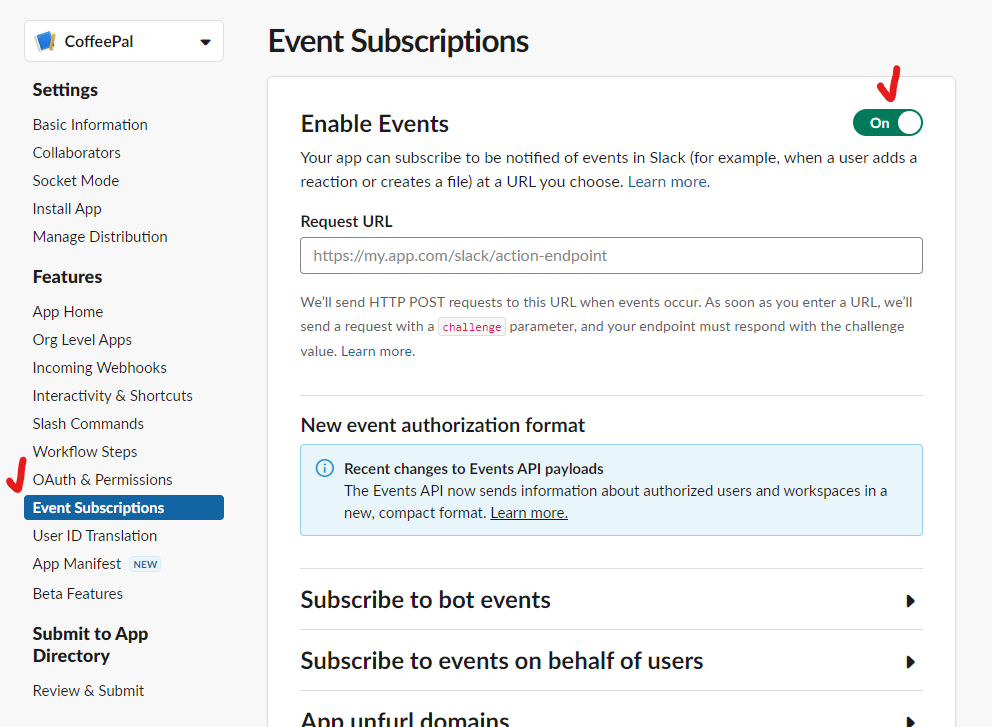 CoffeePal
Settings
Basic Information
Collaborators
Socket Mode
Install App
Manage Distribution
Features
App Home
Org Level Apps
Incoming Webhooks
Interactivity & Shortcuts
Slash Commands
Workflow Steps
OAuth & Permissions
Event Subscriptions
User ID Translation
App Manifest NEW
Beta Features
Submit to App
Directory
Review & Submit
Event Subscriptions
Enable Events
On
Your app can subscribe to be notified of events in Slack (for example, when a user adds a
reaction or creates a file) at a URL you choose. Learn more.
Request URL
https://my.app.com/slack/action-endpoint
We'll send HTTP POST requests to this URL when events occur. As soon as you enter a URL, we'll
send a request with a challenge parameter, and your endpoint must respond with the challenge
value. Learn more.
New event authorization format
Recent changes to Events API payloads
The Events API now sends information about authorized users and workspaces in a
new, compact format. Learn more.
Subscribe to bot events
Subscribe to events on behalf of users
App unfurl domains